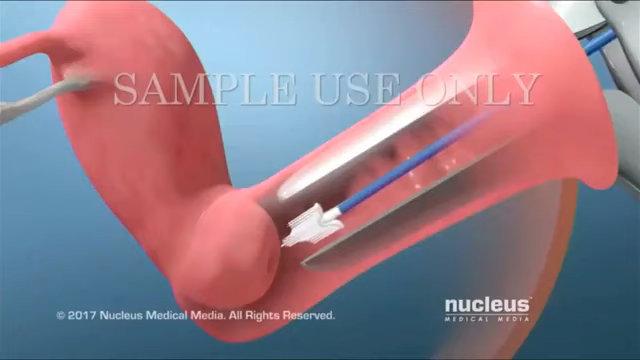 SAMPLE USE ONLY
© 2017 Nucleus Medical Media. All Rights Reserved.
nucleus
MEDICAL MEDIA